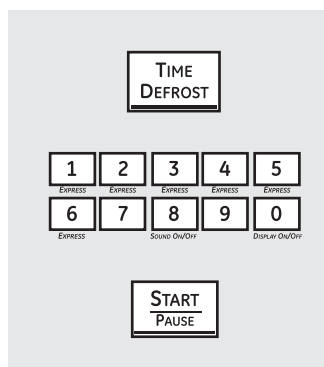 TIME
DEFROST
1 2 3 4 5
EXPRESS EXPRESS EXPRESS EXPRESS EXPRESS
6 7 8 9 0
EXPRESS SOUND ON/OFF DISPLAY ON/OFF
START
PAUSE